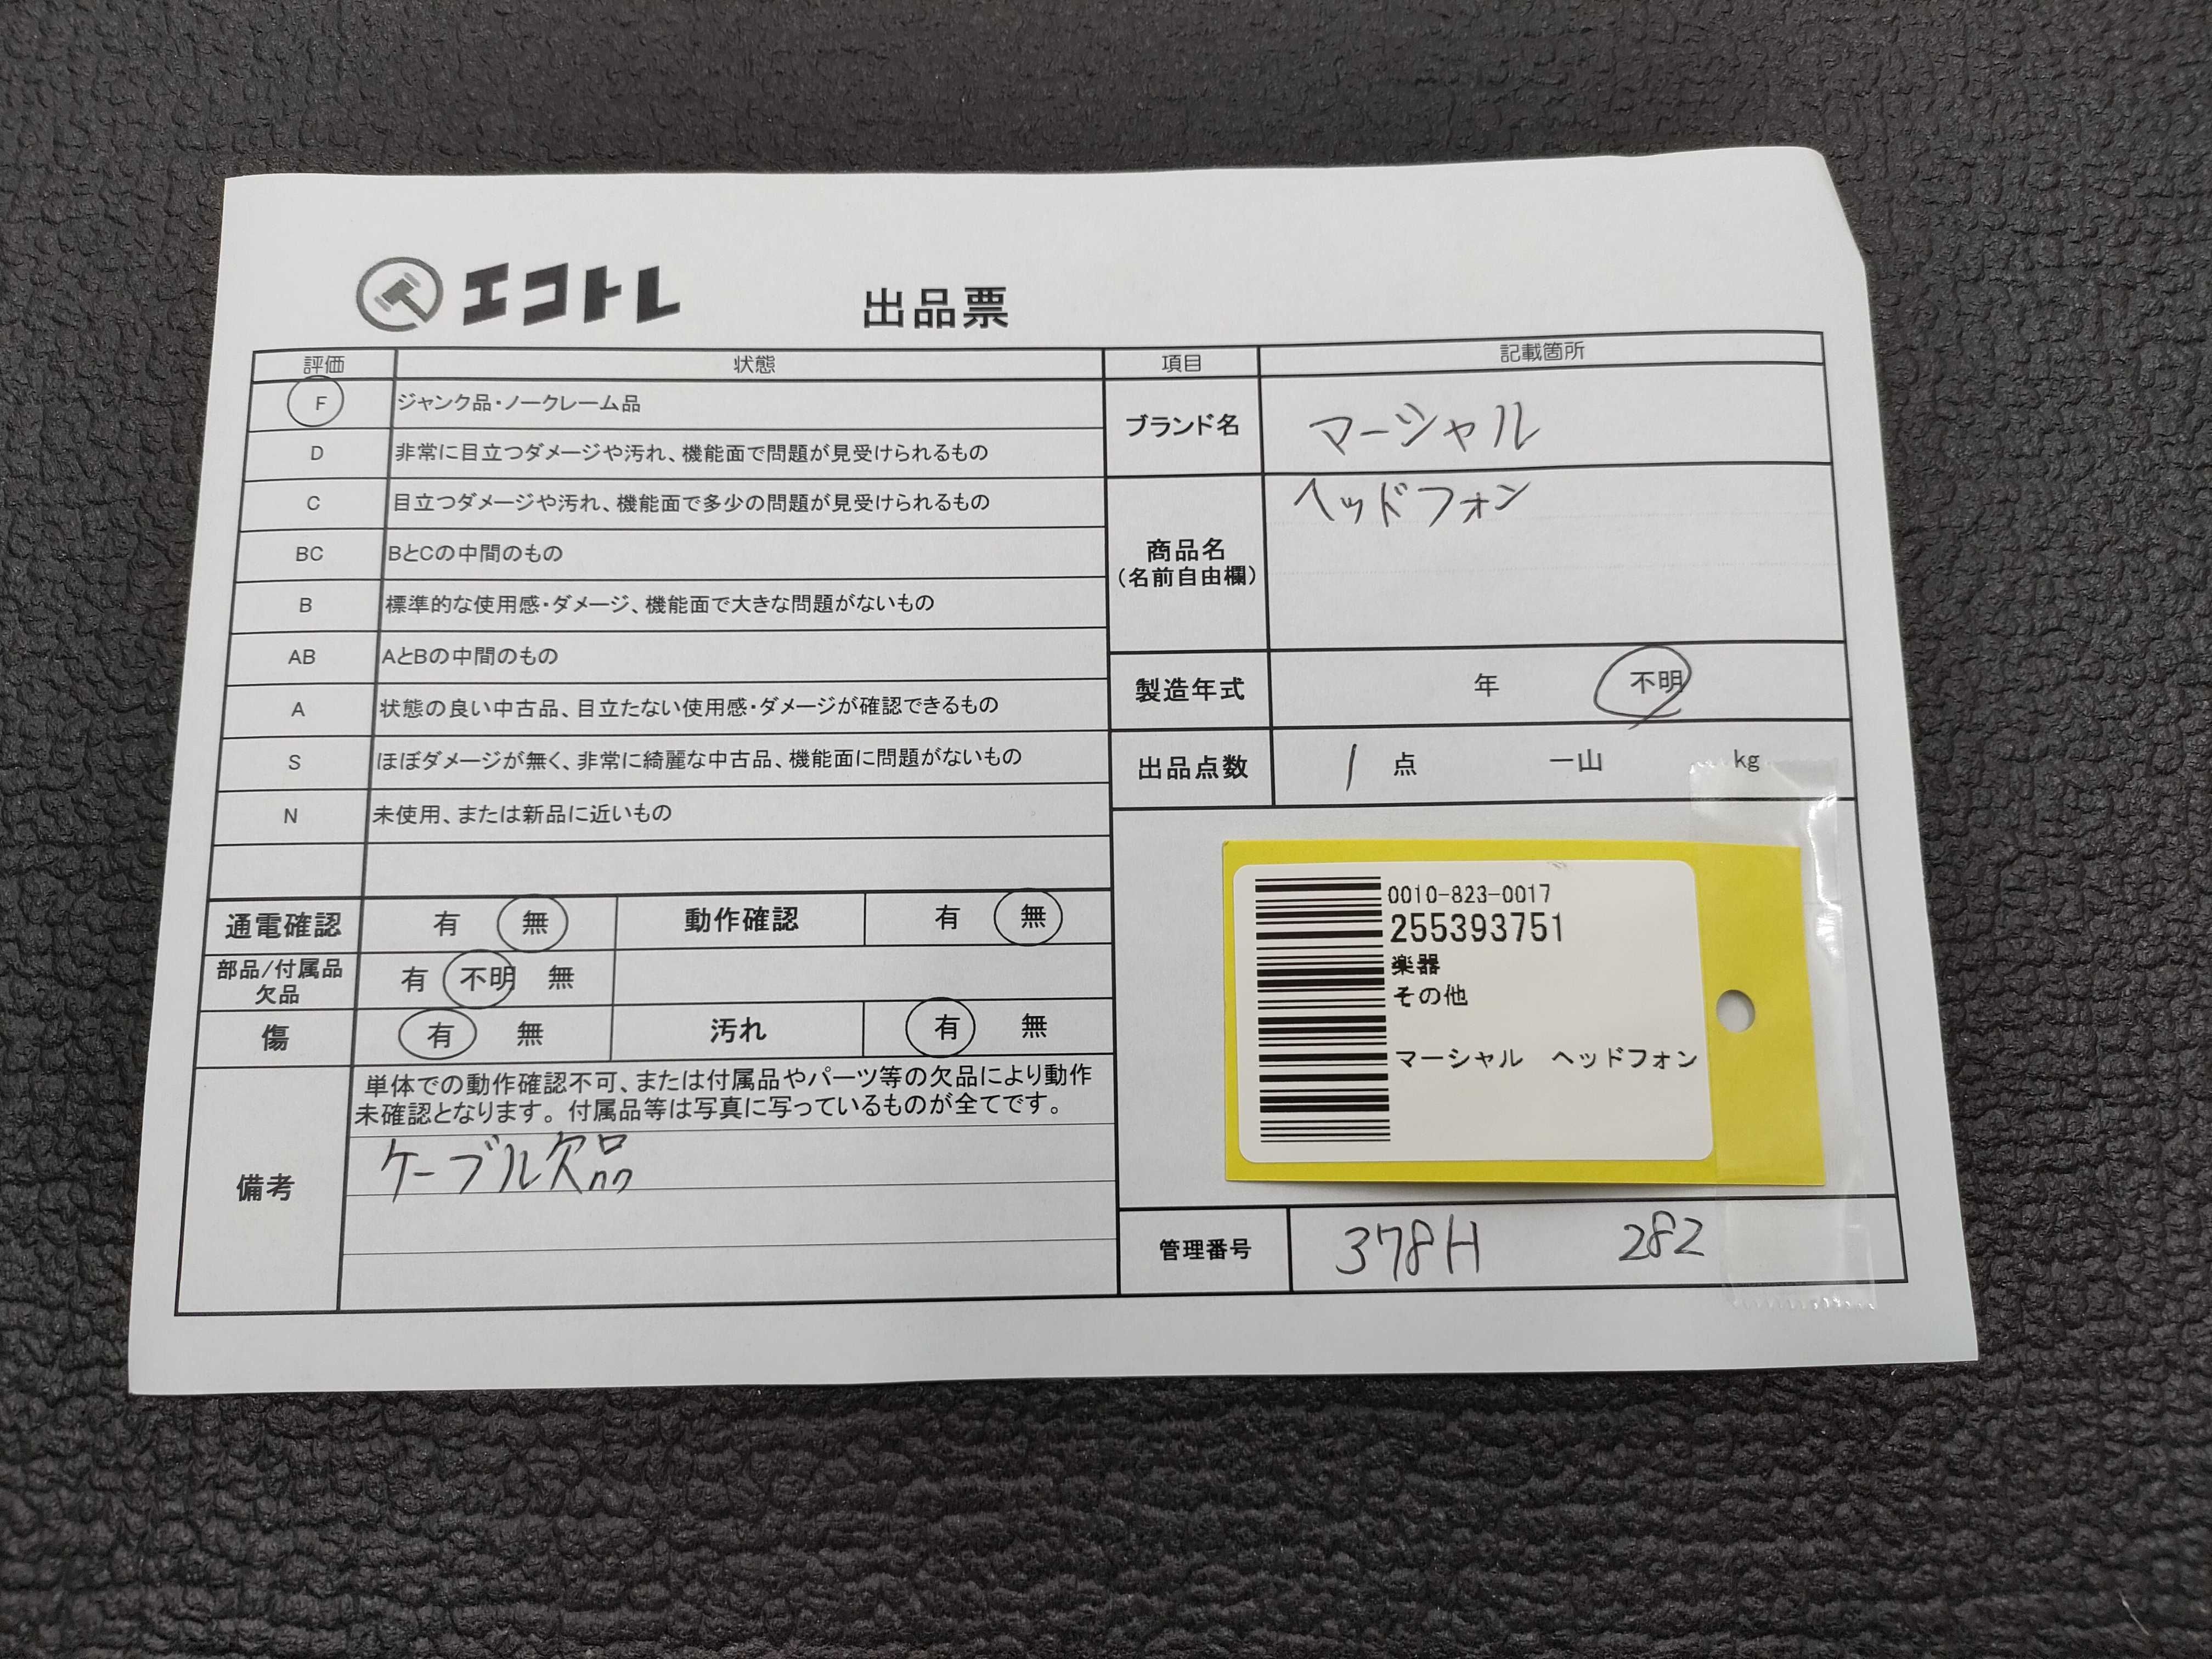 エコトレ 出品票
評価 状態
F ジャンク品・ノークレーム品
D 非常に目立つダメージや汚れ、機能面で問題が見受けられるもの
C 目立つダメージや汚れ、機能面で多少の問題が見受けられるもの
BC BとCの中間のもの
B 標準的な使用感・ダメージ、機能面で大きな問題がないもの
AB AとBの中間のもの
A 状態の良い中古品、目立たない使用感・ダメージが確認できるもの
S ほぼダメージが無く、非常に綺麗な中古品、機能面に問題がないもの
N 未使用、または新品に近いもの
通電確認 有 無 動作確認 有 無
部品/付属品
欠品
有 不明 無
傷 有 無 汚れ 有 無
備考
単体での動作確認不可、または付属品やパーツ等の欠品により動作
未確認となります。付属品等は写真に写っているものが全てです。
ケーブル欠品
項目 記載箇所
ブランド名 マーシャル
商品名
(名前自由欄)
ヘッドフォン
製造年式 年 不明
出品点数 1 点 一山 kg
0010-823-0017
255393751
楽器
その他
マーシャル ヘッドフォン
管理番号 378H 282